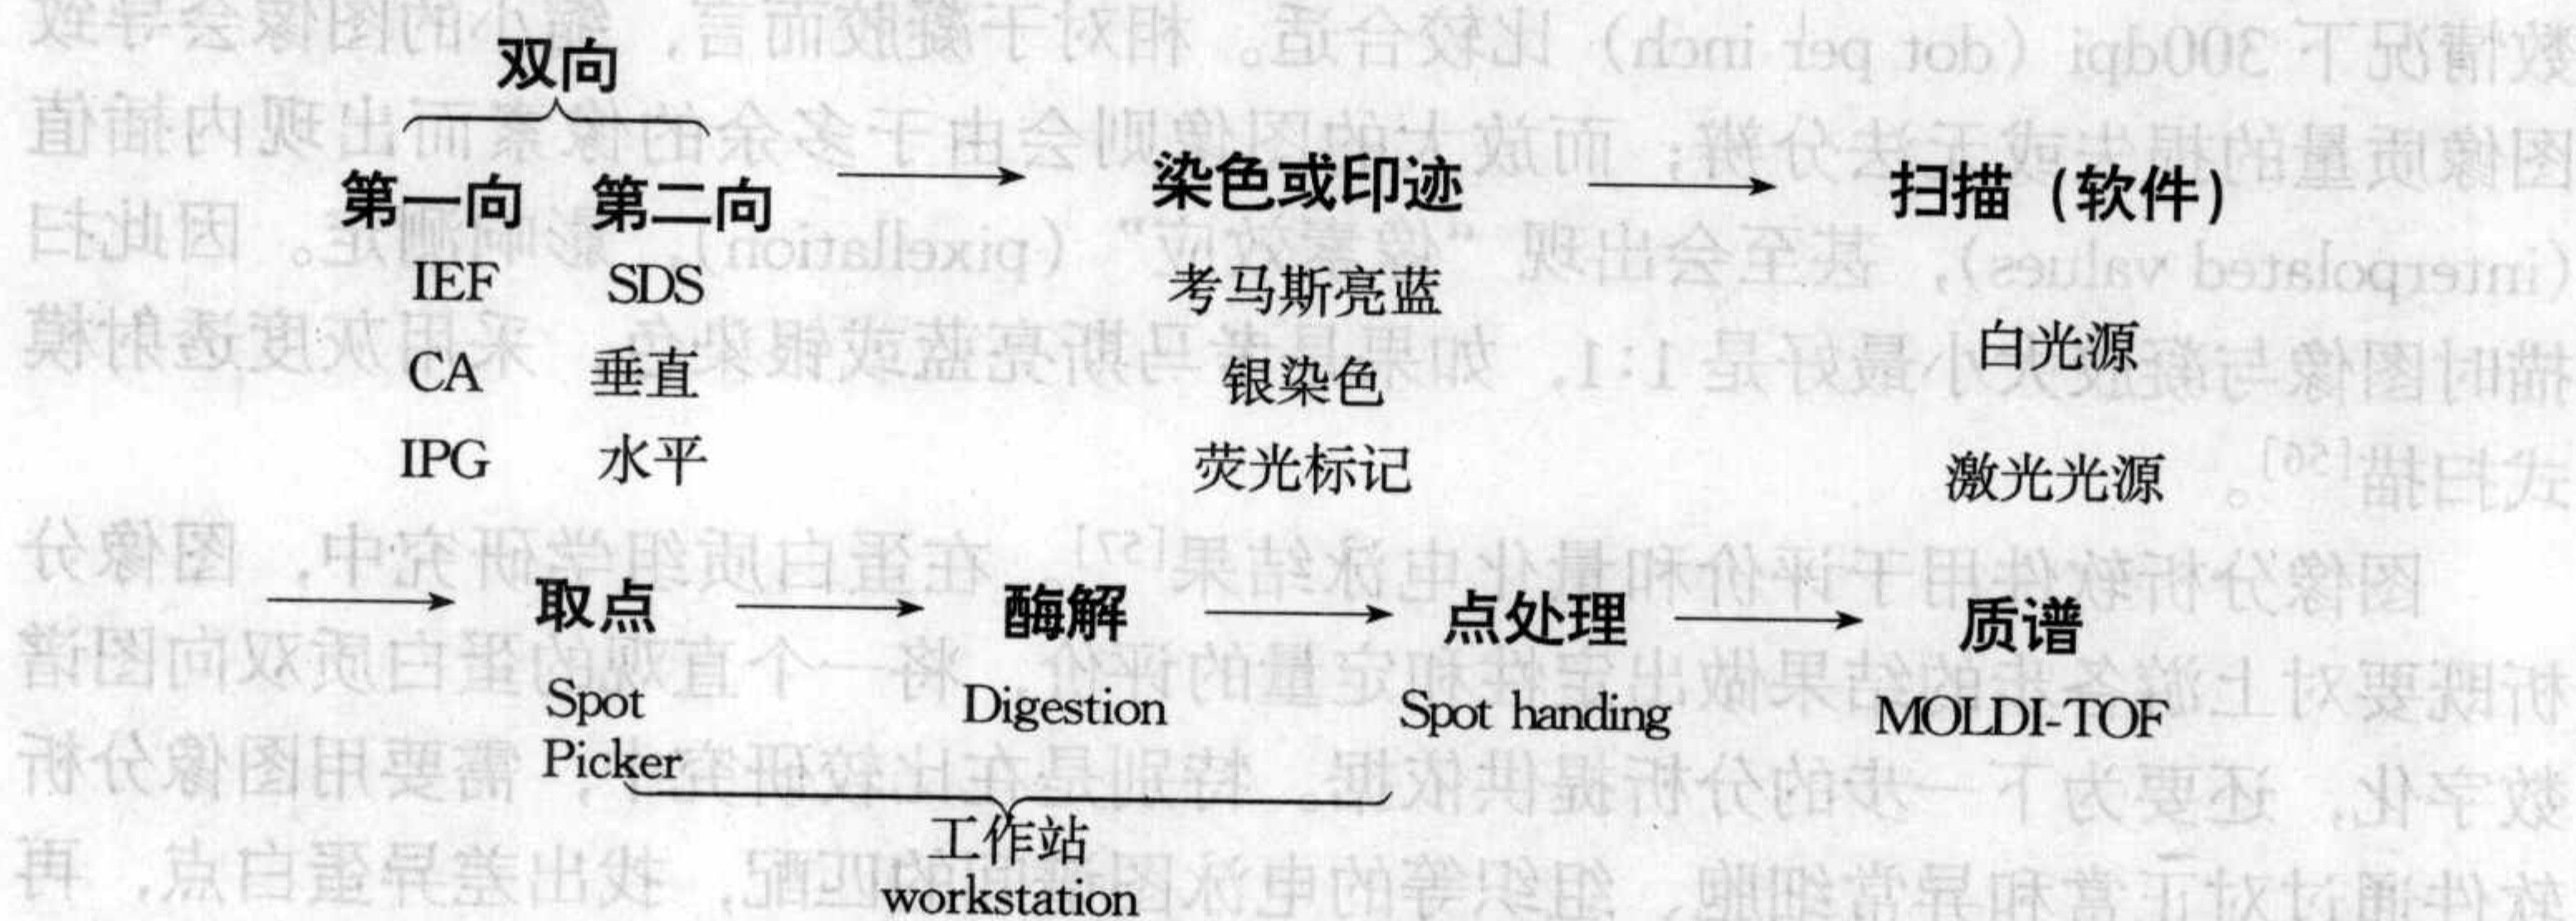 双向
第一向 第二向 染色或印迹 扫描（软件）
IEF SDS 考马斯亮蓝
白光源
CA 垂直 银染色
IPG 水平 荧光标记 激光光源
取点 酶解 点处理 质谱
Spot Digestion Spot handing MOLDI-TOF
Picker
工作站
workstation